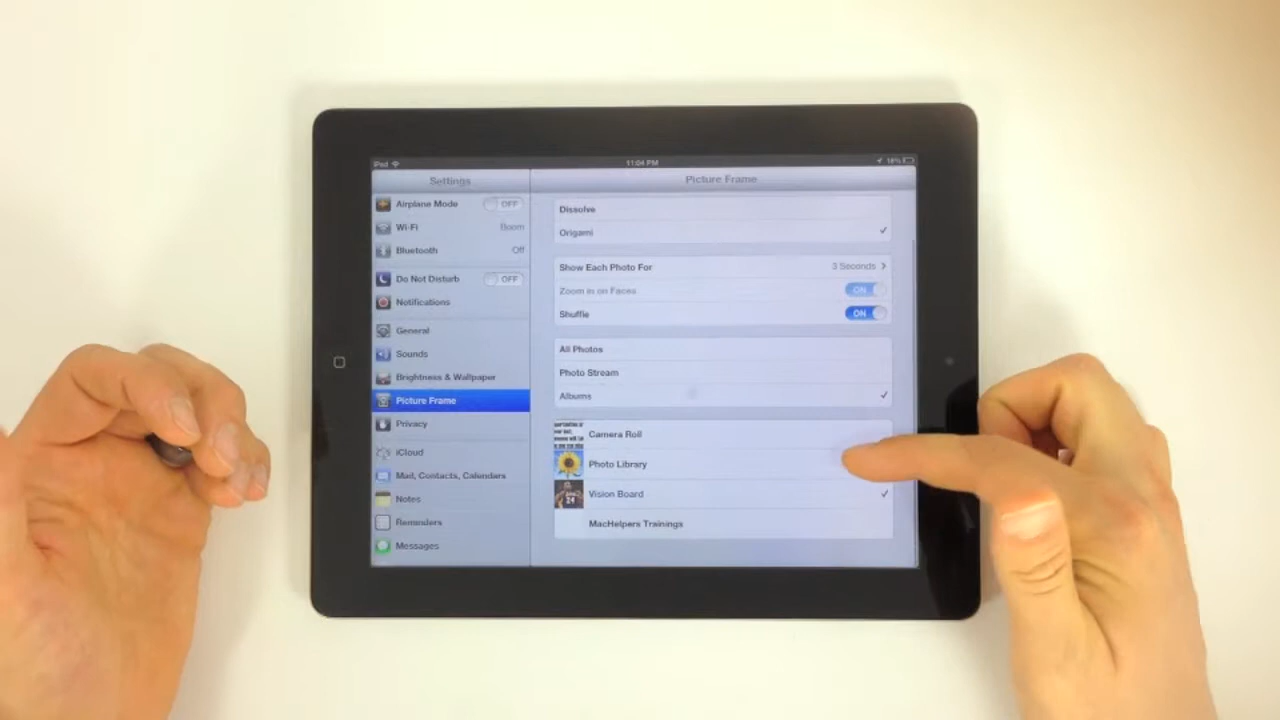 iPad 11:04 PM 18%
Settings
Picture Frame
Airplane Mode OFF
Wi-Fi Boom
Bluetooth Off
Do Not Disturb OFF
Notifications
General
Sounds
Brightness & Wallpaper
Picture Frame
Privacy
iCloud
Mail, Contacts, Calendars
Notes
Reminders
Messages
Dissolve
Origami
Show Each Photo For 3 Seconds
Zoom in on Faces ON
Shuffle ON
All Photos
Photo Stream
Albums
Camera Roll
Photo Library
Vision Board
MacHelpers Trainings